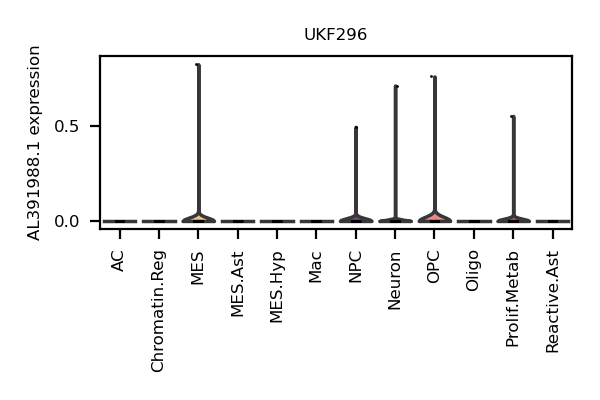 UKF296
AL391988.1 expression
0.5
0.0
AC
Chromatin.Reg
MES
MES.Ast
MES.Hyp
Mac
NPC
Neuron
OPC
Oligo
Prolif.Metab
Reactive.Ast